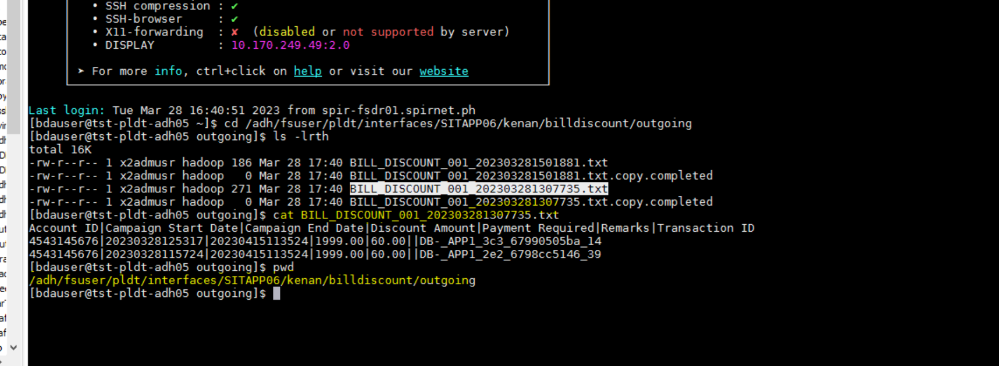 • SSH compression : ✔
• SSH-browser : ✔
• X11-forwarding : ✘ (disabled or not supported by server)
• DISPLAY : 10.170.249.49:2.0
➤ For more info, ctrl+click on help or visit our website
Last login: Tue Mar 28 16:40:51 2023 from spir-fsdr01.spirnet.ph
[bdauser@tst-pldt-adh05 ~]$ cd /adh/fsuser/pldt/interfaces/SITAPP06/kenan/billdiscount/outgoing
[bdauser@tst-pldt-adh05 outgoing]$ ls -lrth
total 16K
-rw-r--r-- 1 x2admusr hadoop 186 Mar 28 17:40 BILL_DISCOUNT_001_202303281501881.txt
-rw-r--r-- 1 x2admusr hadoop   0 Mar 28 17:40 BILL_DISCOUNT_001_202303281501881.txt.copy.completed
-rw-r--r-- 1 x2admusr hadoop 271 Mar 28 17:40 BILL_DISCOUNT_001_202303281307735.txt
-rw-r--r-- 1 x2admusr hadoop   0 Mar 28 17:40 BILL_DISCOUNT_001_202303281307735.txt.copy.completed
[bdauser@tst-pldt-adh05 outgoing]$ cat BILL_DISCOUNT_001_202303281307735.txt
Account ID|Campaign Start Date|Campaign End Date|Discount Amount|Payment Required|Remarks|Transaction ID
4543145676|20230328125317|20230415113524|1999.00|60.00||DB-_APP1_3c3_67990505ba_14
4543145676|20230328115724|20230415113524|1999.00|60.00||DB-_APP1_2e2_6798cc5146_39
[bdauser@tst-pldt-adh05 outgoing]$ pwd
/adh/fsuser/pldt/interfaces/SITAPP06/kenan/billdiscount/outgoing
[bdauser@tst-pldt-adh05 outgoing]$